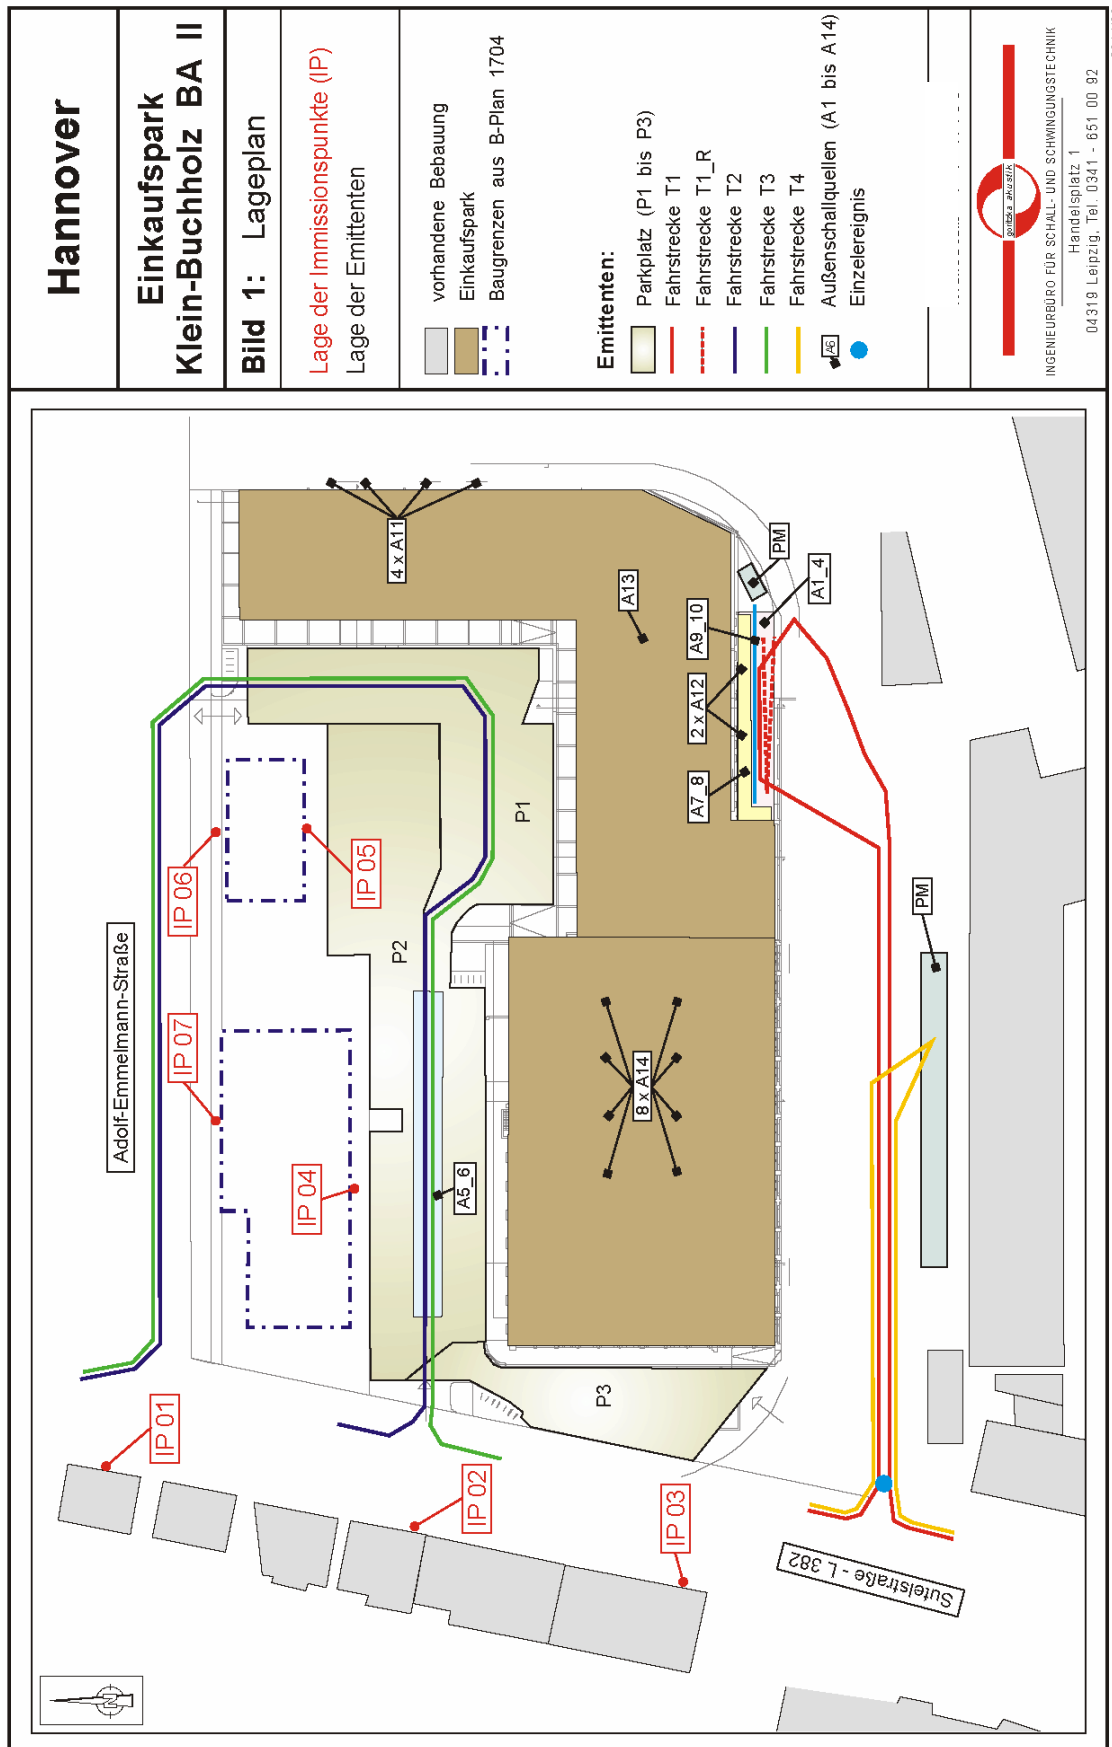 Hannover
Einkaufspark
Klein-Buchholz BA II
Bild 1: Lageplan
Lage der Immissionspunkte (IP)
Lage der Emittenten
vorhandene Bebauung
Einkaufspark
Baugrenzen aus B-Plan 1704
Emittenten:
Parkplatz (P1 bis P3)
Fahrstrecke T1
Fahrstrecke T1_R
Fahrstrecke T2
Fahrstrecke T3
Fahrstrecke T4
A6
Außenschallquellen (A1 bis A14)
Einzelereignis
goritzka akustik
INGENIEURBÜRO FÜR SCHALL- UND SCHWINGUNGSTECHNIK
Handelsplatz 1
04319 Leipzig, Tel. 0341 - 651 00 92
Adolf-Emmelmann-Straße
IP 01
IP 02
IP 03
IP 04
IP 05
IP 06
IP 07
P1
P2
P3
4 x A11
A13
PM
A1_4
A9_10
2 x A12
A7_8
8 x A14
A5_6
PM
Sutelstraße - L 382
N